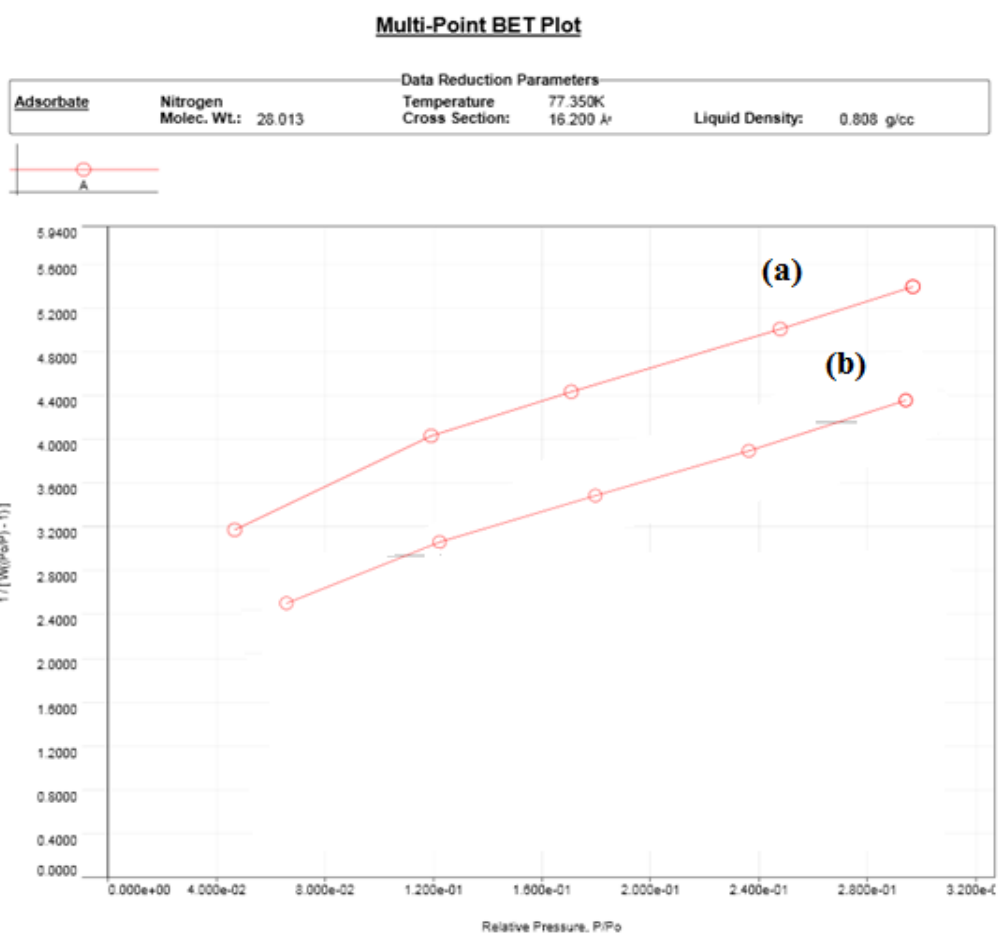 Multi-Point BET Plot
Data Reduction Parameters
Adsorbate Nitrogen Temperature 77.350K
Molec. Wt.: 28.013 Cross Section: 16.200 Å² Liquid Density: 0.808 g/cc
A
5.9400
5.6000
5.2000
4.8000
4.4000
4.0000
3.6000
3.2000
2.8000
2.4000
2.0000
1.6000
1.2000
0.8000
0.4000
0.0000
(a)
(b)
1 / [ W((Po/P) - 1) ]
0.000e+00 4.000e-02 8.000e-02 1.200e-01 1.600e-01 2.000e-01 2.400e-01 2.800e-01 3.200e-0
Relative Pressure, P/Po